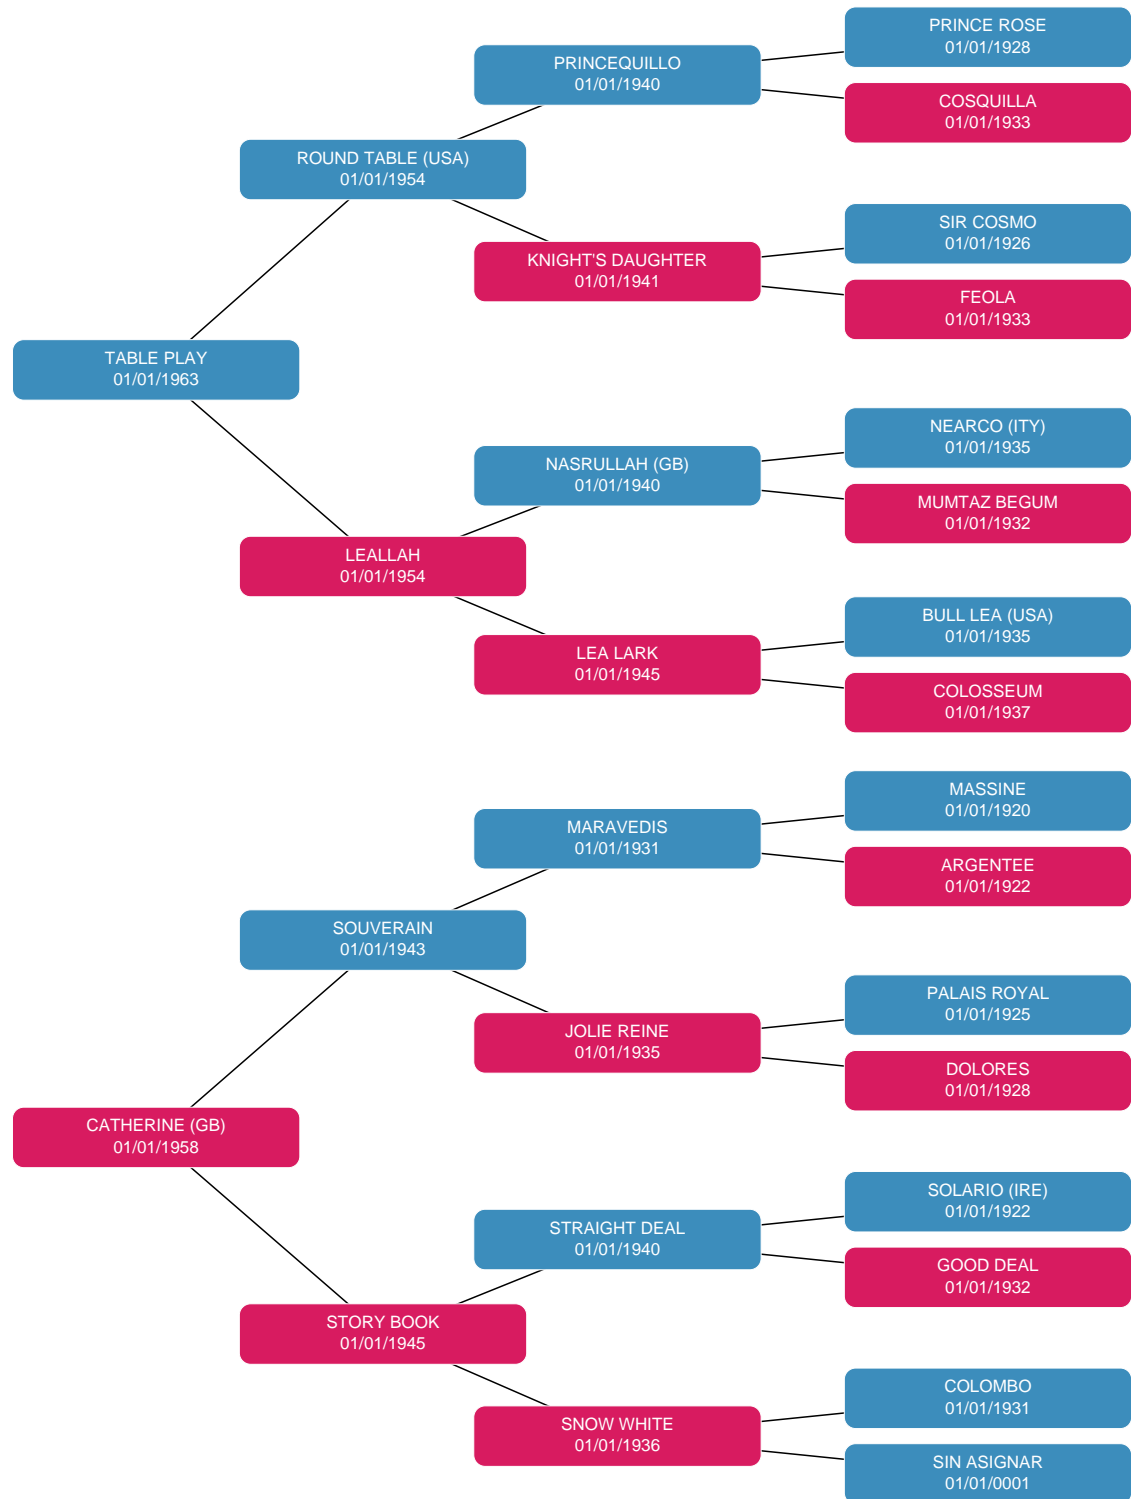 PRINCE ROSE
01/01/1928
PRINCEQUILLO
01/01/1940
COSQUILLA
01/01/1933
ROUND TABLE (USA)
01/01/1954
SIR COSMO
01/01/1926
KNIGHT'S DAUGHTER
01/01/1941
FEOLA
01/01/1933
TABLE PLAY
01/01/1963
NEARCO (ITY)
01/01/1935
NASRULLAH (GB)
01/01/1940
MUMTAZ BEGUM
01/01/1932
LEALLAH
01/01/1954
BULL LEA (USA)
01/01/1935
LEA LARK
01/01/1945
COLOSSEUM
01/01/1937
MASSINE
01/01/1920
MARAVEDIS
01/01/1931
ARGENTEE
01/01/1922
SOUVERAIN
01/01/1943
PALAIS ROYAL
01/01/1925
JOLIE REINE
01/01/1935
DOLORES
01/01/1928
CATHERINE (GB)
01/01/1958
SOLARIO (IRE)
01/01/1922
STRAIGHT DEAL
01/01/1940
GOOD DEAL
01/01/1932
STORY BOOK
01/01/1945
COLOMBO
01/01/1931
SNOW WHITE
01/01/1936
SIN ASIGNAR
01/01/0001